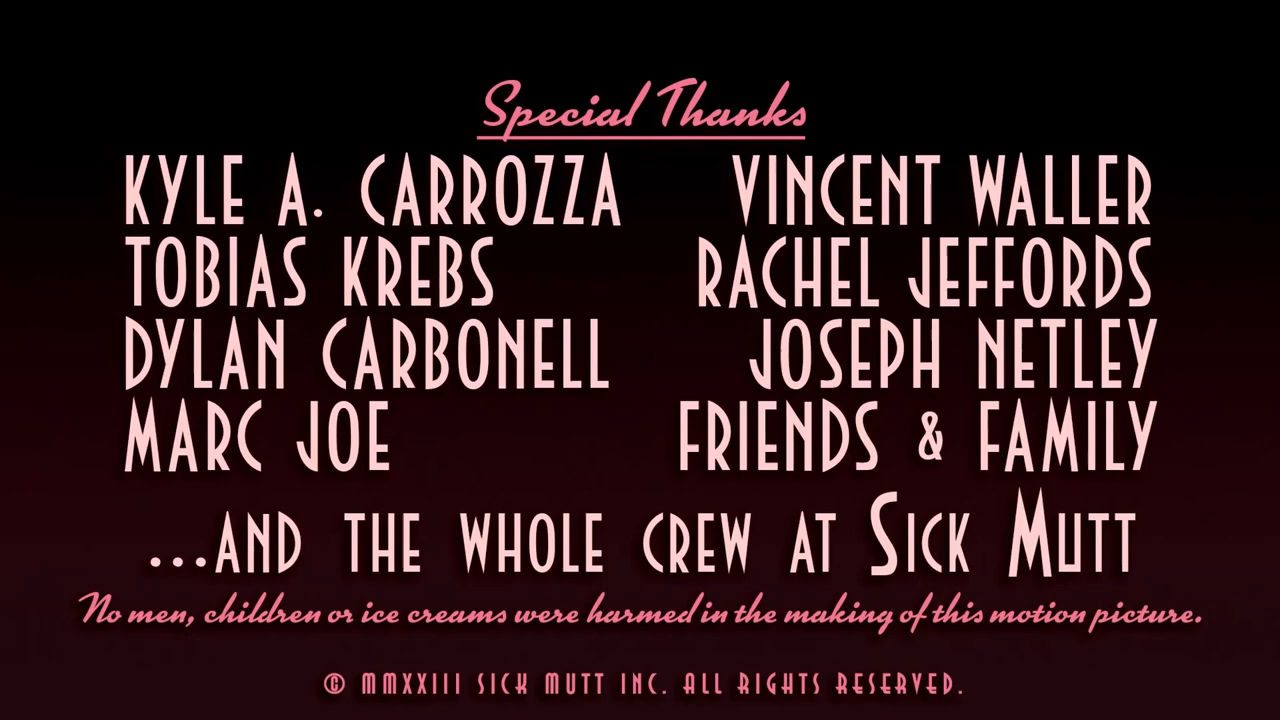 Special Thanks
KYLE A. CARROZZA VINCENT WALLER
TOBIAS KREBS RACHEL JEFFORDS
DYLAN CARBONELL JOSEPH NETLEY
MARC JOE FRIENDS & FAMILY
...AND THE WHOLE CREW AT SICK MUTT
No men, children or ice creams were harmed in the making of this motion picture.
© MMXXIII SICK MUTT INC. ALL RIGHTS RESERVED.